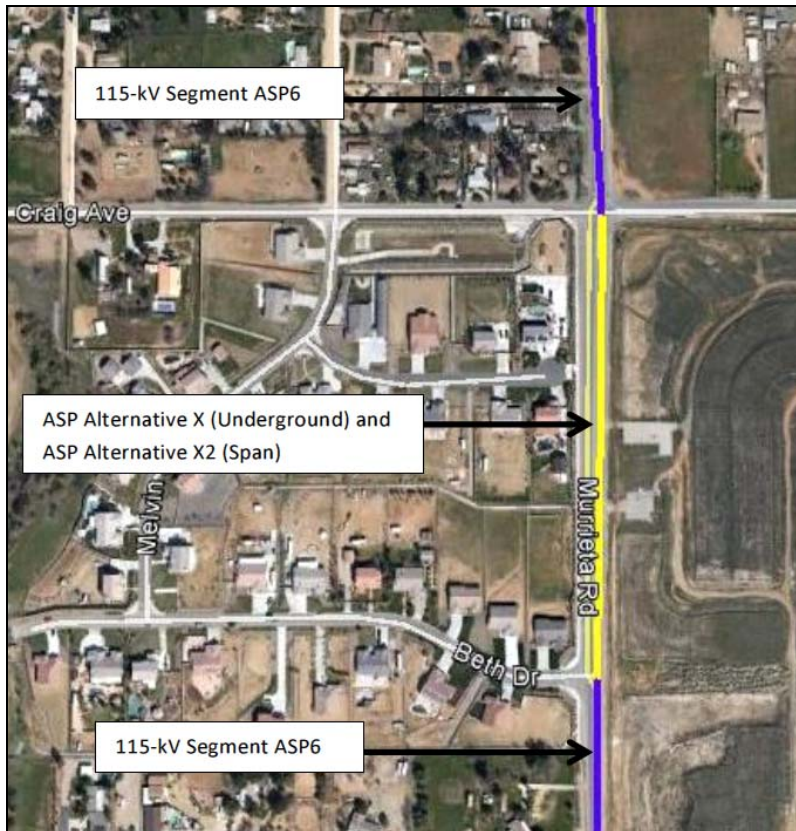 115-kV Segment ASP6
Craig Ave
ASP Alternative X (Underground) and
ASP Alternative X2 (Span)
Melvin
Murrieta Rd
Beth Dr
115-kV Segment ASP6